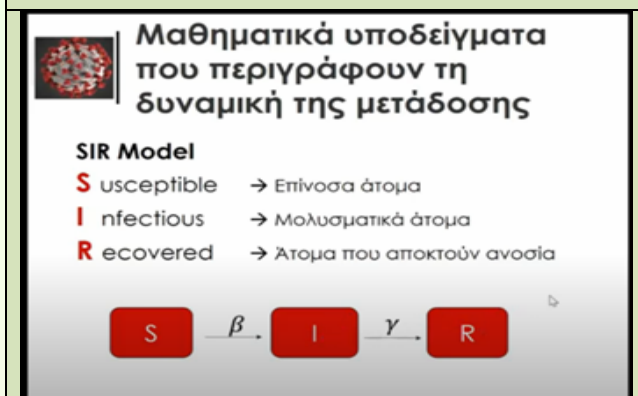 Μαθηματικά υποδείγματα
που περιγράφουν τη
δυναμική της μετάδοσης
SIR Model
S usceptible → Επίνοσα άτομα
I nfectious → Μολυσματικά άτομα
R ecovered → Άτομα που αποκτούν ανοσία
S β I γ R